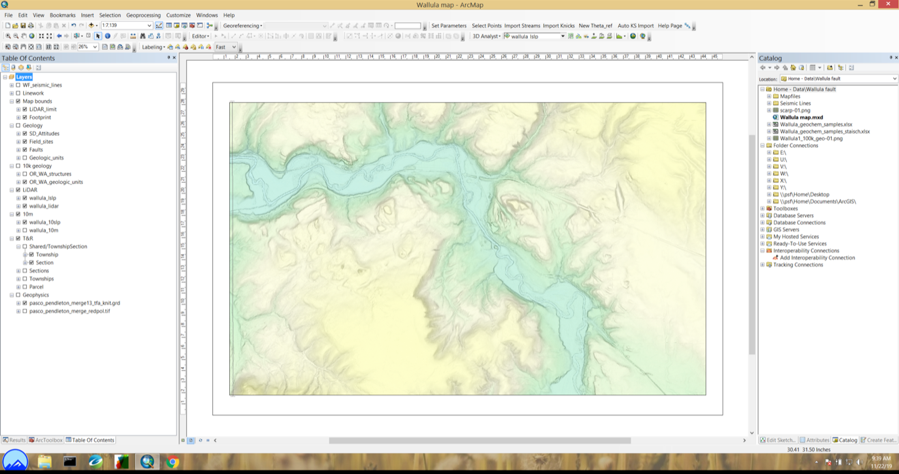 Wallula map - ArcMap
File Edit View Bookmarks Insert Selection Geoprocessing Customize Windows Help
1:7,139
Georeferencing
Set Parameters Select Points Import Streams Import Knicks New Theta_ref Auto KS Import Help Page
Editor
3D Analyst wallula_lslp
26%
Labeling Fast
Table Of Contents
Layers
WF_seismic_lines
Linework
Map bounds
LiDAR_limit
Footprint
Geology
SD_Attitudes
Field_sites
Faults
Geologic_units
10k geology
OR_WA_structures
OR_WA_geologic_units
LiDAR
wallula_lslp
wallula_lidar
10m
wallula_10slp
wallula_10m
T&R
Shared/TownshipSection
Township
Section
Sections
Townships
Parcel
Geophysics
pasco_pendleton_merge13_tfa_knit.grd
pasco_pendleton_merge_redpol.tif
Results ArcToolbox Table Of Contents
Catalog
Location: Home - Data\Wallula fault
Home - Data\Wallula fault
Mapfiles
Seismic Lines
scarp-01.png
Wallula map.mxd
Wallula_geochem_samples.xlsx
Wallula_geochem_samples_staisch.xlsx
Wallula1_100k_geo-01.png
Folder Connections
E:\
U:\
V:\
W:\
X:\
Y:\
\\psf\Home\Desktop
\\psf\Home\Documents\ArcGIS\
Toolboxes
Database Servers
Database Connections
GIS Servers
My Hosted Services
Ready-To-Use Services
Interoperability Connections
Add Interoperability Connection
Tracking Connections
Edit Sketch... Attributes Catalog Create Feat...
30.41 31.50 Inches
11/22/19